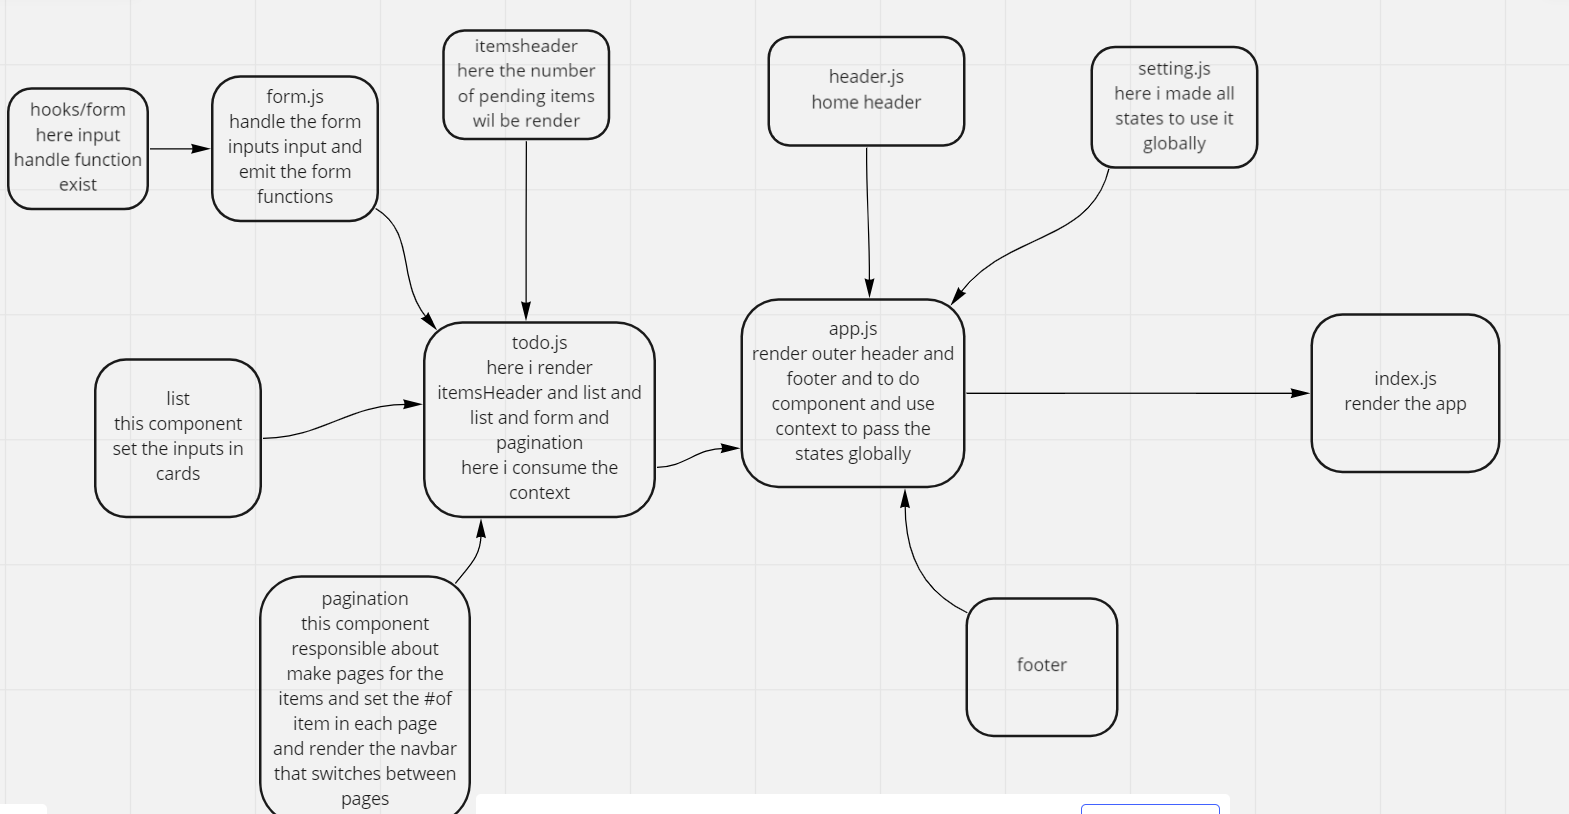 hooks/form
here input
handle function
exist
form.js
handle the form
inputs input and
emit the form
functions
itemsheader
here the number
of pending items
wil be render
header.js
home header
setting.js
here i made all
states to use it
globally
list
this component
set the inputs in
cards
todo.js
here i render
itemsHeader and list and
list and form and
pagination
here i consume the
context
app.js
render outer header and
footer and to do
component and use
context to pass the
states globally
index.js
render the app
pagination
this component
responsible about
make pages for the
items and set the #of
item in each page
and render the navbar
that switches between
pages
footer